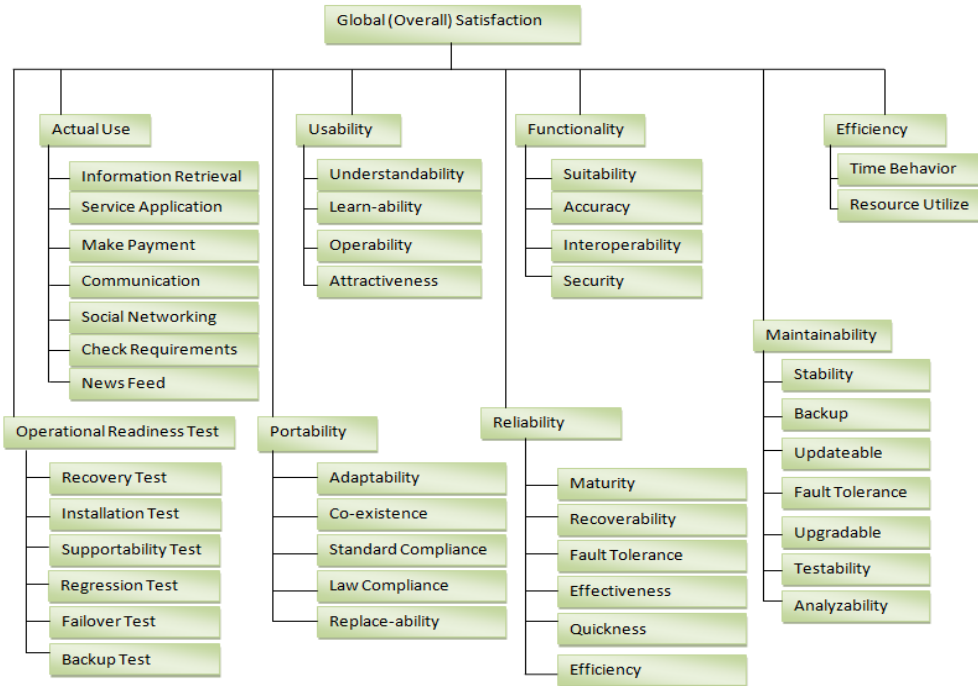 Global (Overall) Satisfaction
Actual Use
Information Retrieval
Service Application
Make Payment
Communication
Social Networking
Check Requirements
News Feed
Usability
Understandability
Learn-ability
Operability
Attractiveness
Functionality
Suitability
Accuracy
Interoperability
Security
Efficiency
Time Behavior
Resource Utilize
Operational Readiness Test
Recovery Test
Installation Test
Supportability Test
Regression Test
Failover Test
Backup Test
Portability
Adaptability
Co-existence
Standard Compliance
Law Compliance
Replace-ability
Reliability
Maturity
Recoverability
Fault Tolerance
Effectiveness
Quickness
Efficiency
Maintainability
Stability
Backup
Updateable
Fault Tolerance
Upgradable
Testability
Analyzability